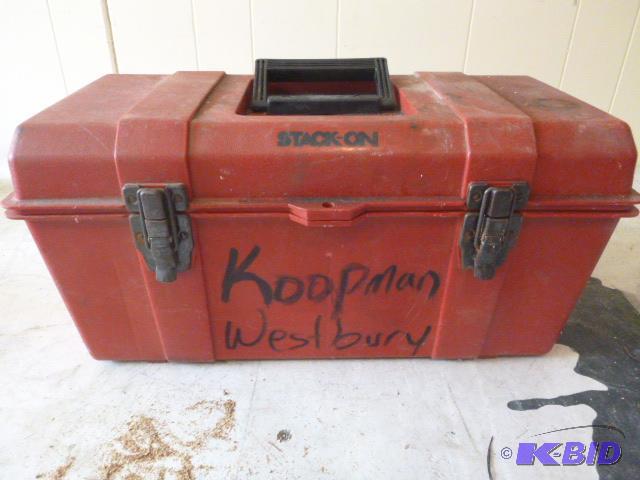 STACK-ON
Koopman
Westbury
© K-BID